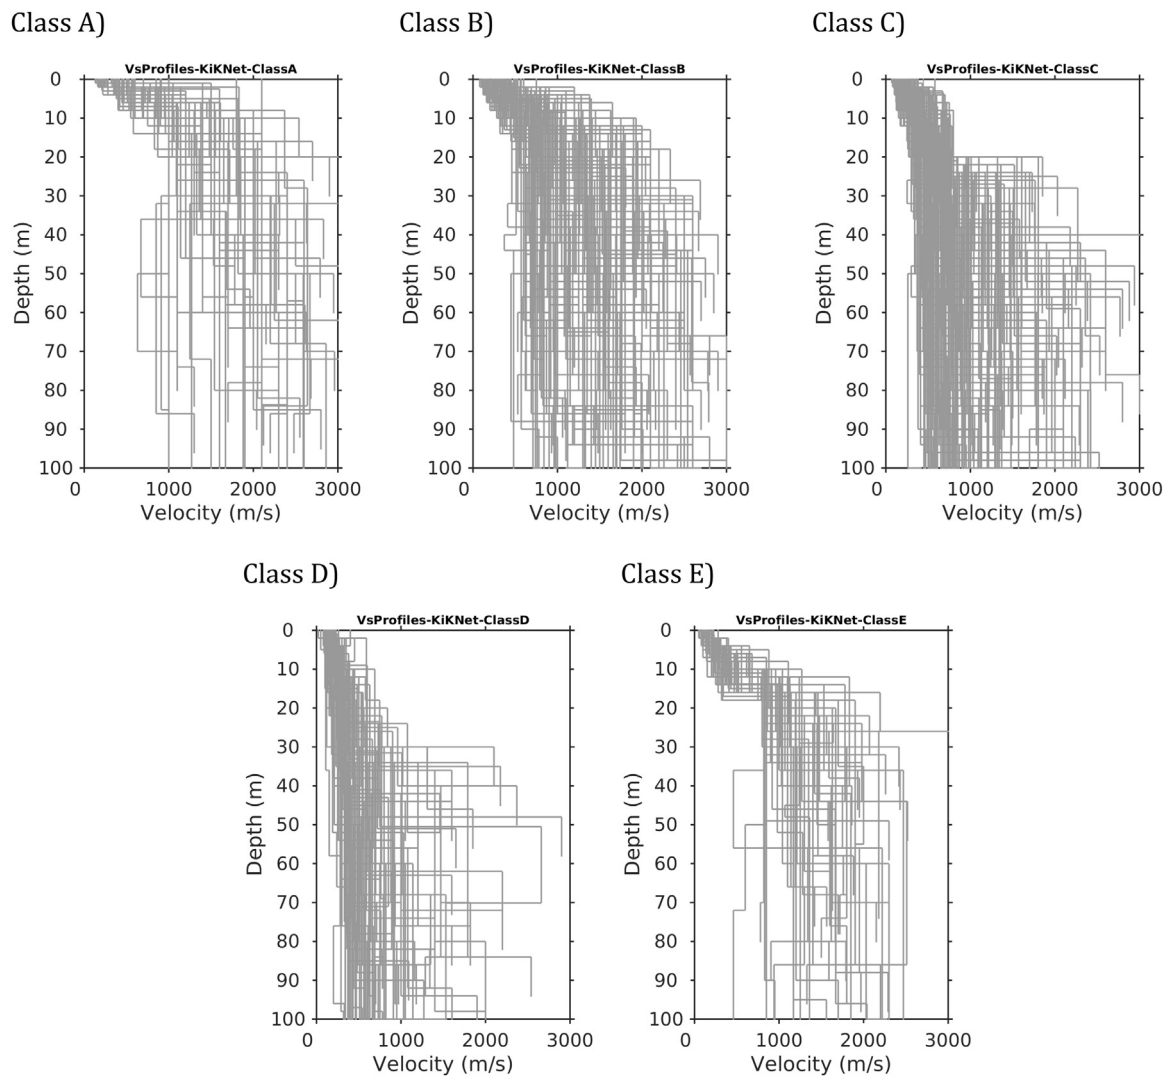 Class A)
VsProfiles-KiKNet-ClassA
0
10
20
30
40
50
60
70
80
90
100
Depth (m)
0 1000 2000 3000
Velocity (m/s)
Class B)
VsProfiles-KiKNet-ClassB
0
10
20
30
40
50
60
70
80
90
100
Depth (m)
0 1000 2000 3000
Velocity (m/s)
Class C)
VsProfiles-KiKNet-ClassC
0
10
20
30
40
50
60
70
80
90
100
Depth (m)
0 1000 2000 3000
Velocity (m/s)
Class D)
VsProfiles-KiKNet-ClassD
0
10
20
30
40
50
60
70
80
90
100
Depth (m)
0 1000 2000 3000
Velocity (m/s)
Class E)
VsProfiles-KiKNet-ClassE
0
10
20
30
40
50
60
70
80
90
100
Depth (m)
0 1000 2000 3000
Velocity (m/s)